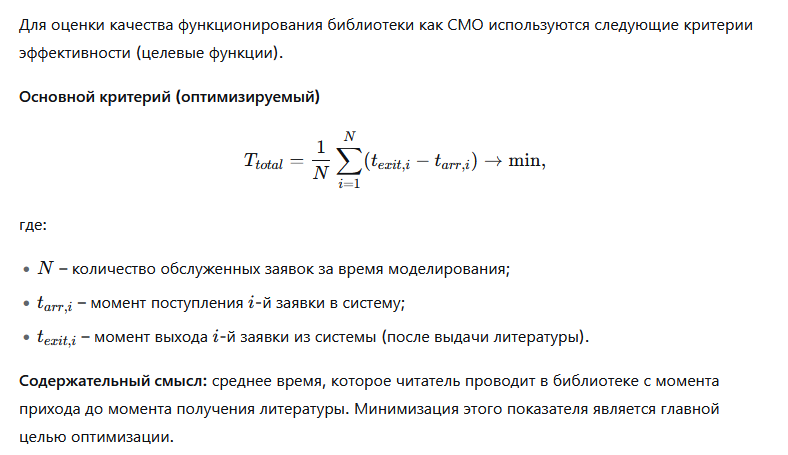 Для оценки качества функционирования библиотеки как СМО используются следующие критерии
эффективности (целевые функции).
Основной критерий (оптимизируемый)
T_{total} = \frac{1}{N} \sum_{i=1}^{N} (t_{exit,i} − t_{arr,i}) → min,
где:
• N – количество обслуженных заявок за время моделирования;
• t_{arr,i} – момент поступления i-й заявки в систему;
• t_{exit,i} – момент выхода i-й заявки из системы (после выдачи литературы).
Содержательный смысл: среднее время, которое читатель проводит в библиотеке с момента
прихода до момента получения литературы. Минимизация этого показателя является главной
целью оптимизации.